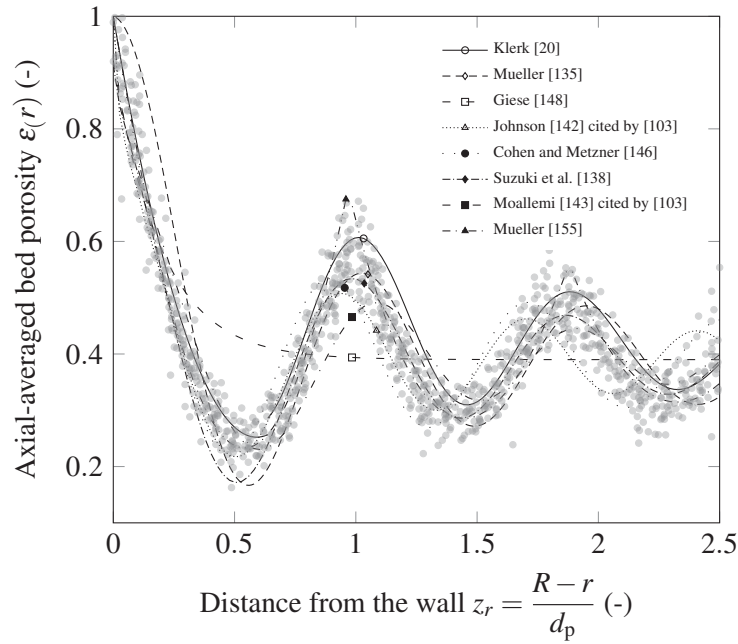 1
0.8
0.6
0.4
0.2
0
0.5
1
1.5
2
2.5
Axial-averaged bed porosity ε(r) (-)
Klerk [20]
Mueller [135]
Giese [148]
Johnson [142] cited by [103]
Cohen and Metzner [146]
Suzuki et al. [138]
Moallemi [143] cited by [103]
Mueller [155]
Distance from the wall z_r = \frac{R − r}{d_p} (-)